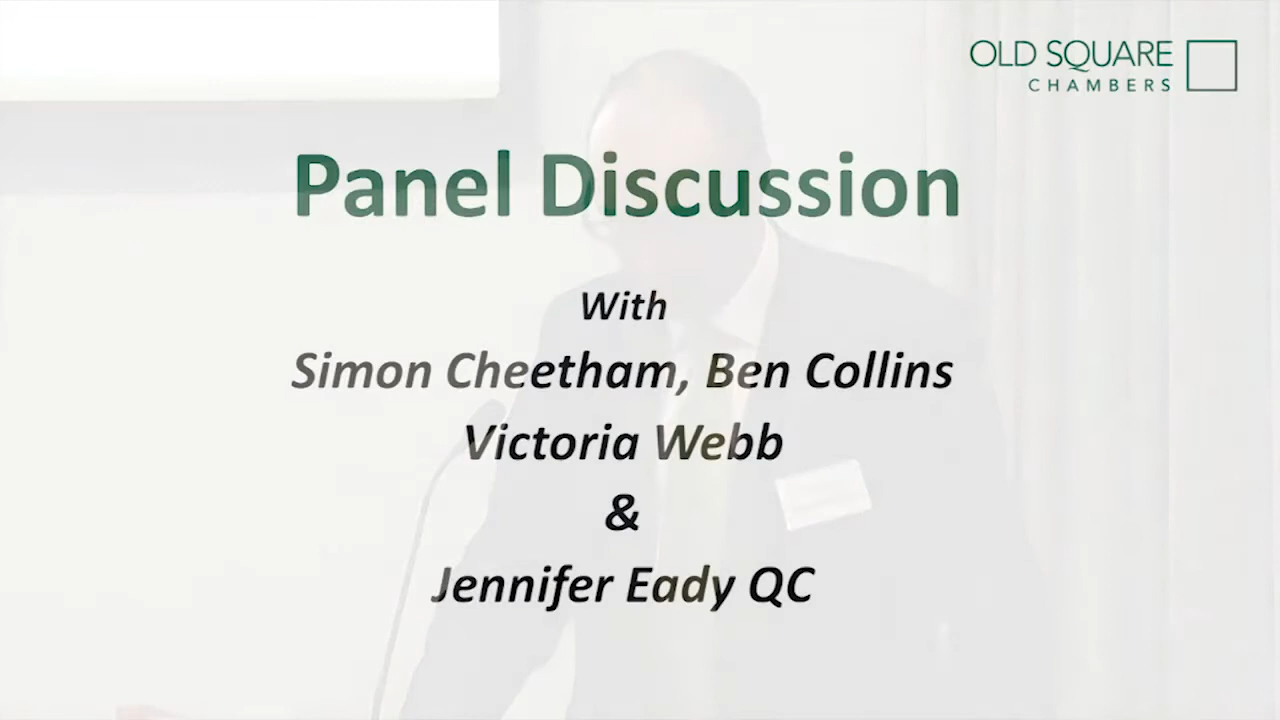 OLD SQUARE
CHAMBERS
Panel Discussion
With
Simon Cheetham, Ben Collins
Victoria Webb
&
Jennifer Eady QC